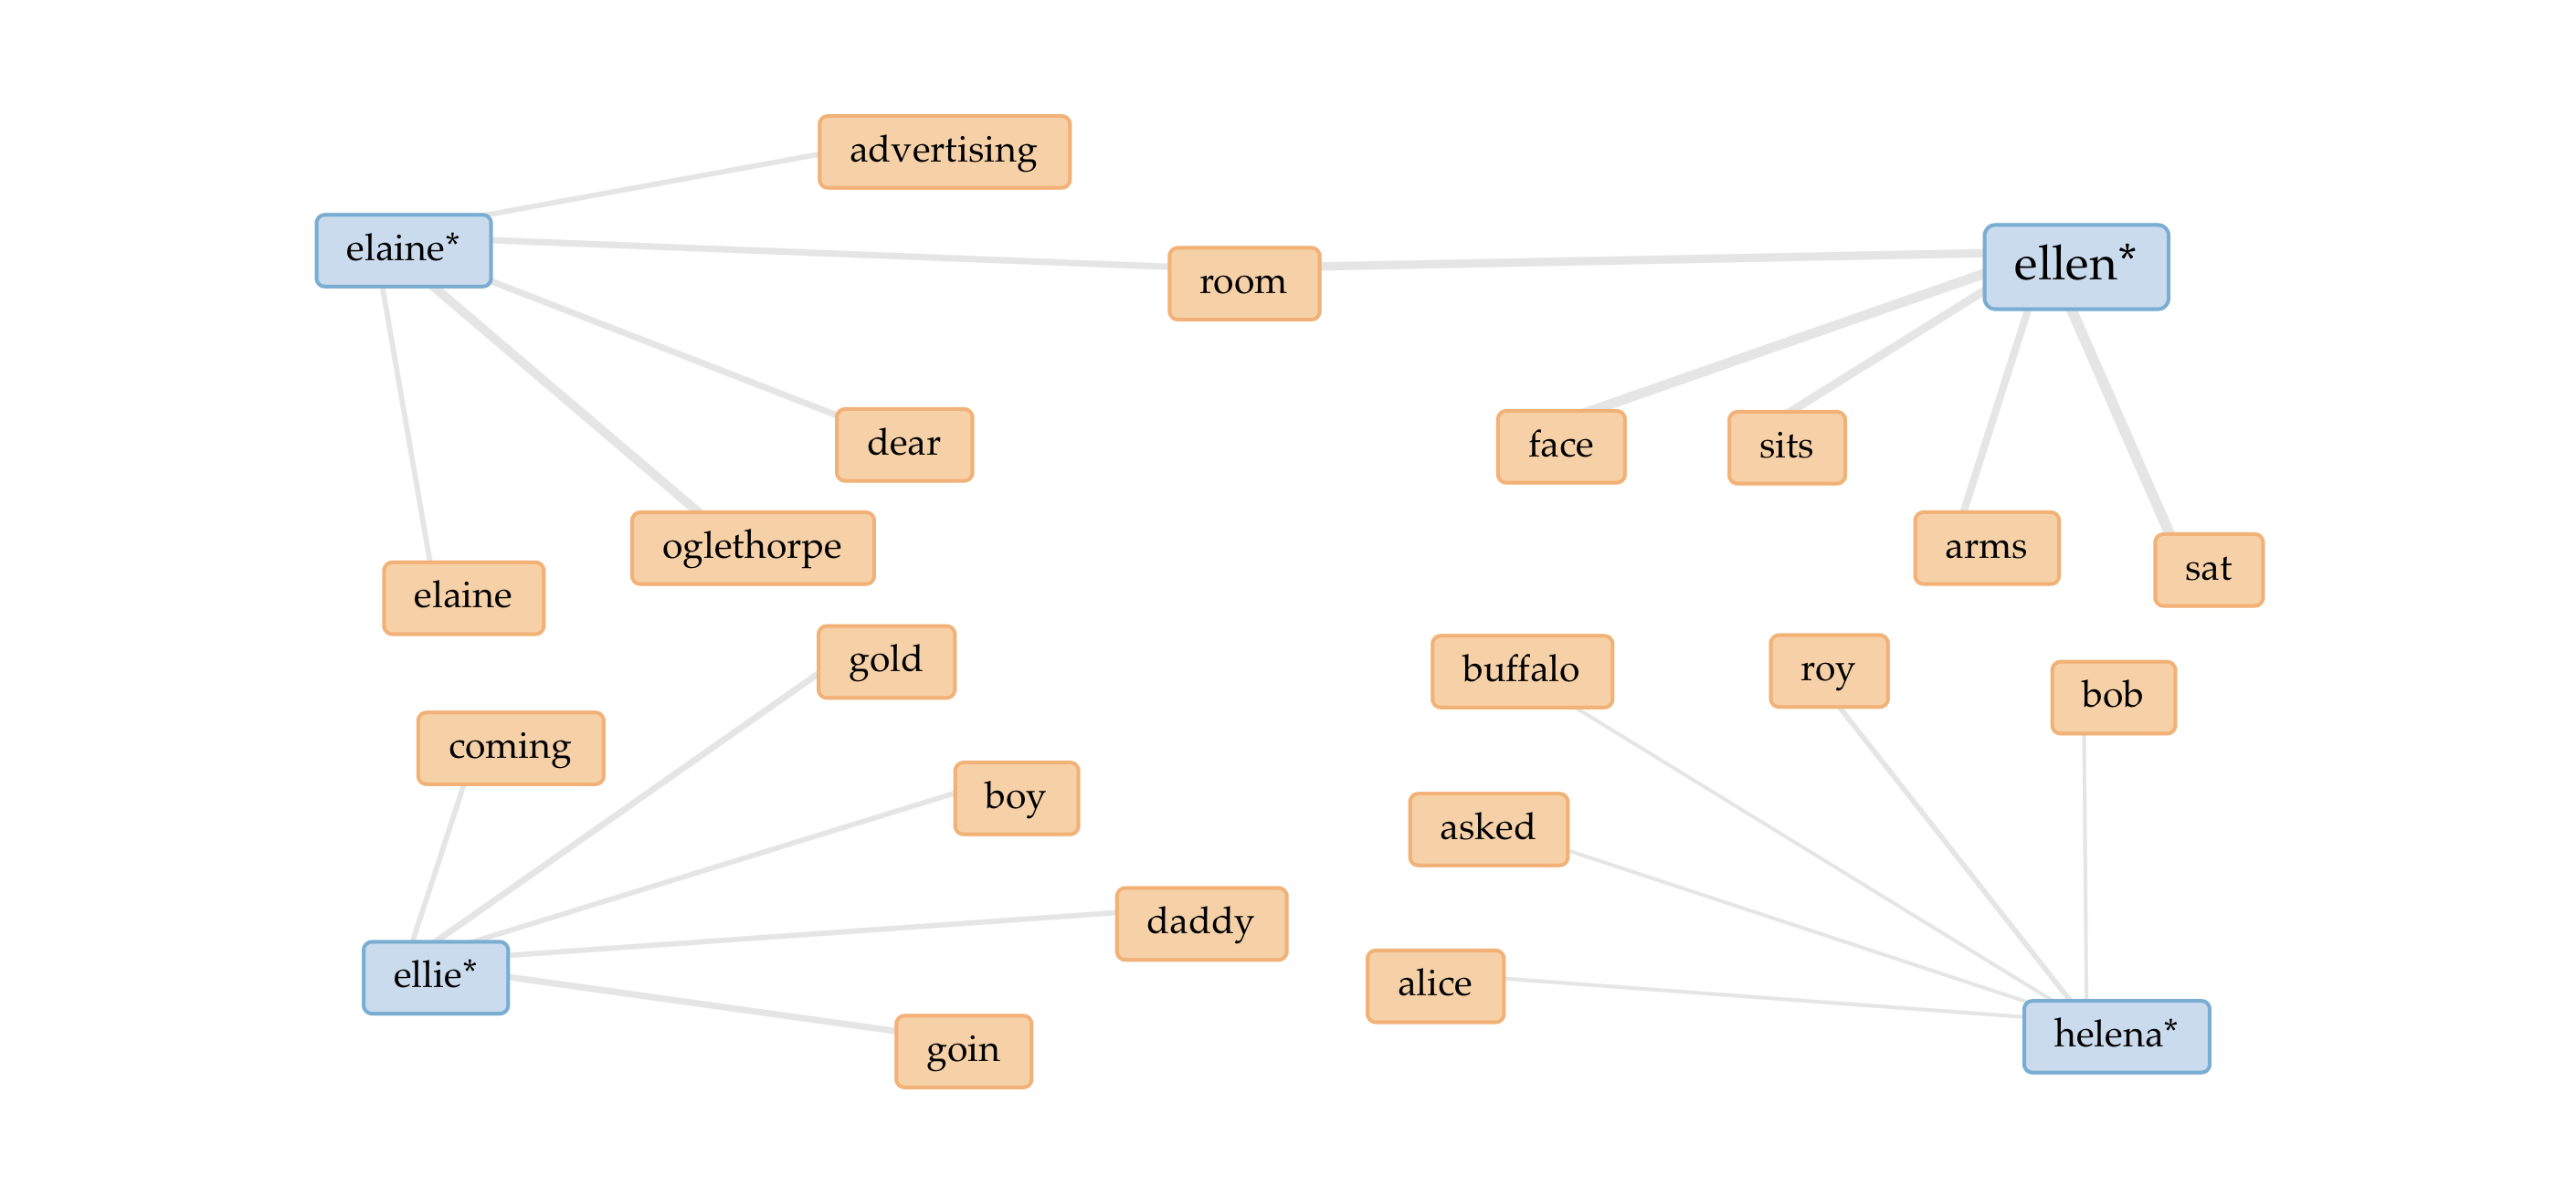 advertising
elaine*
ellen*
room
dear
face
sits
oglethorpe
arms
elaine
sat
gold
buffalo
roy
bob
coming
boy
asked
daddy
ellie*
alice
goin
helena*